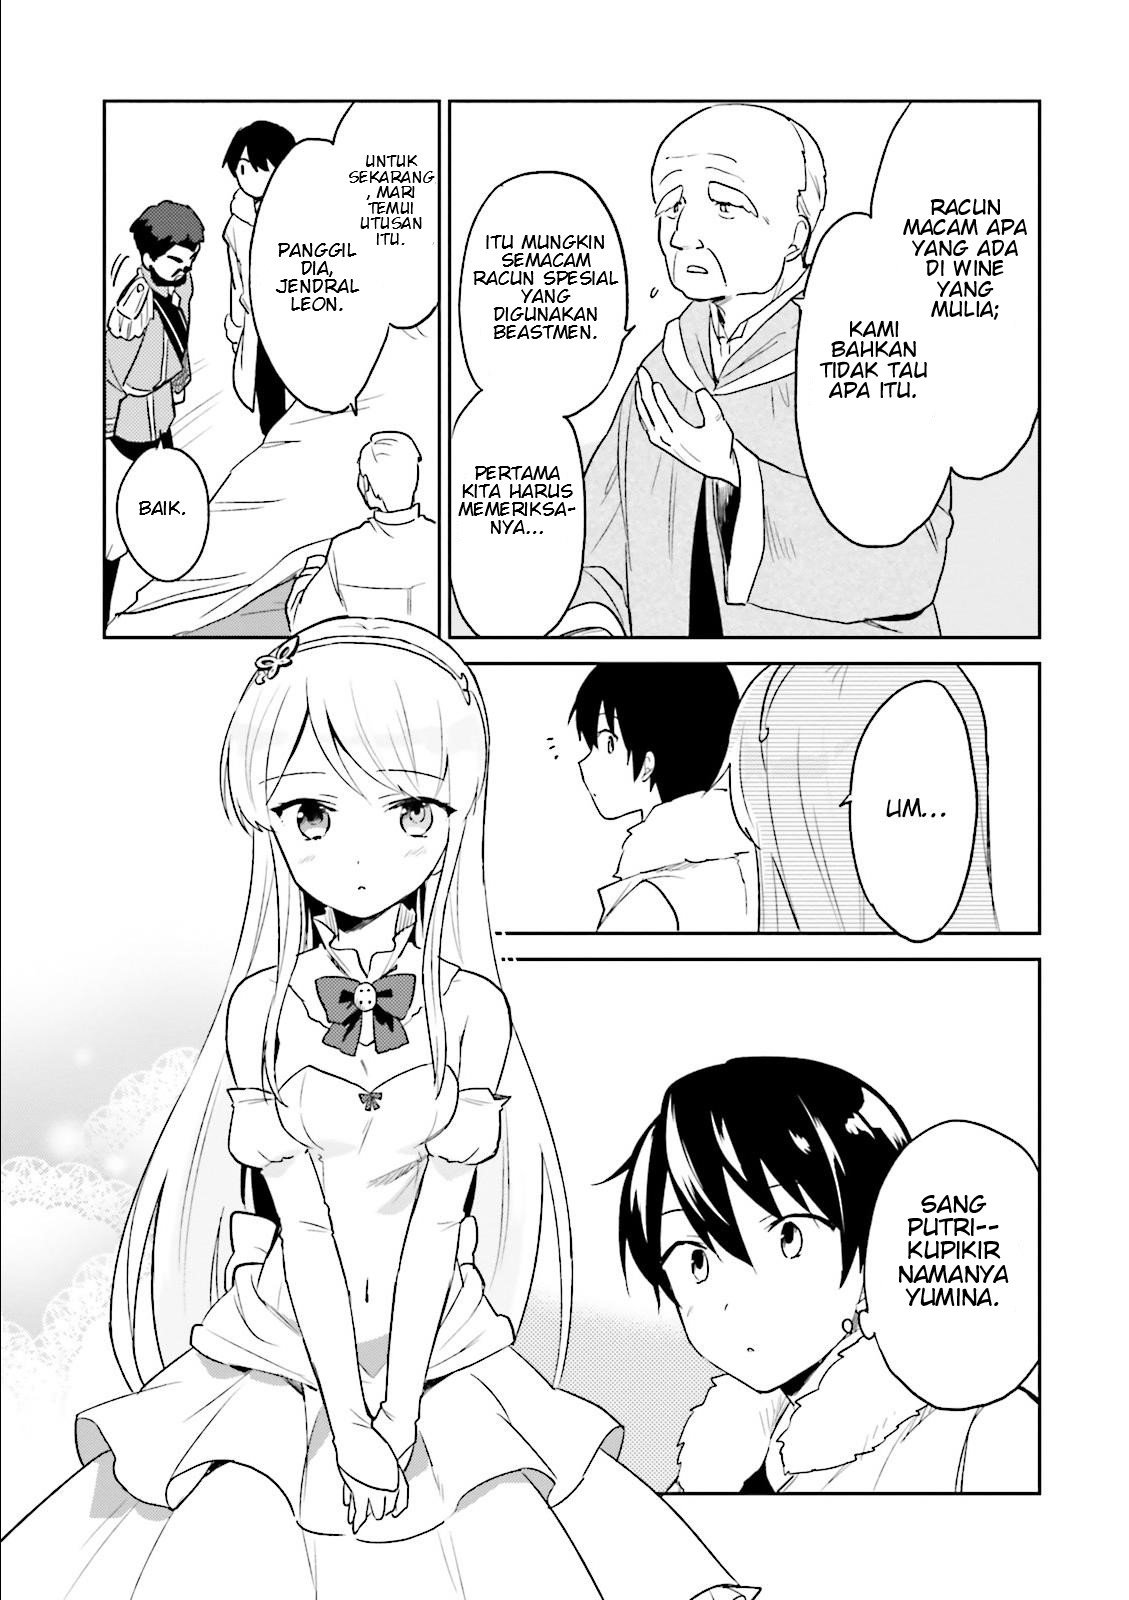 RACUN
MACAM APA
YANG ADA
DI WINE
YANG
MULIA;
KAMI
BAHKAN
TIDAK TAU
APA ITU.
ITU MUNGKIN
SEMACAM
RACUN SPESIAL
YANG
DIGUNAKAN
BEASTMEN.
PERTAMA
KITA HARUS
MEMERIKSA-
NYA...
UNTUK
SEKARANG
, MARI
TEMUI
UTUSAN
ITU.
PANGGIL
DIA,
JENDRAL
LEON.
BAIK.
UM...
SANG
PUTRI--
KUPIKIR
NAMANYA
YUMINA.